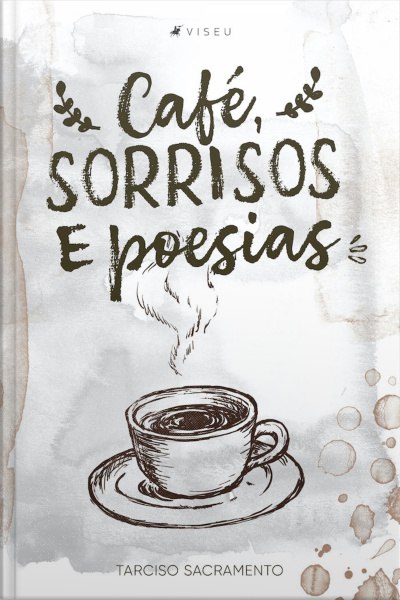 VISEU
Café,
SORRISOS
E poesias
TARCISO SACRAMENTO